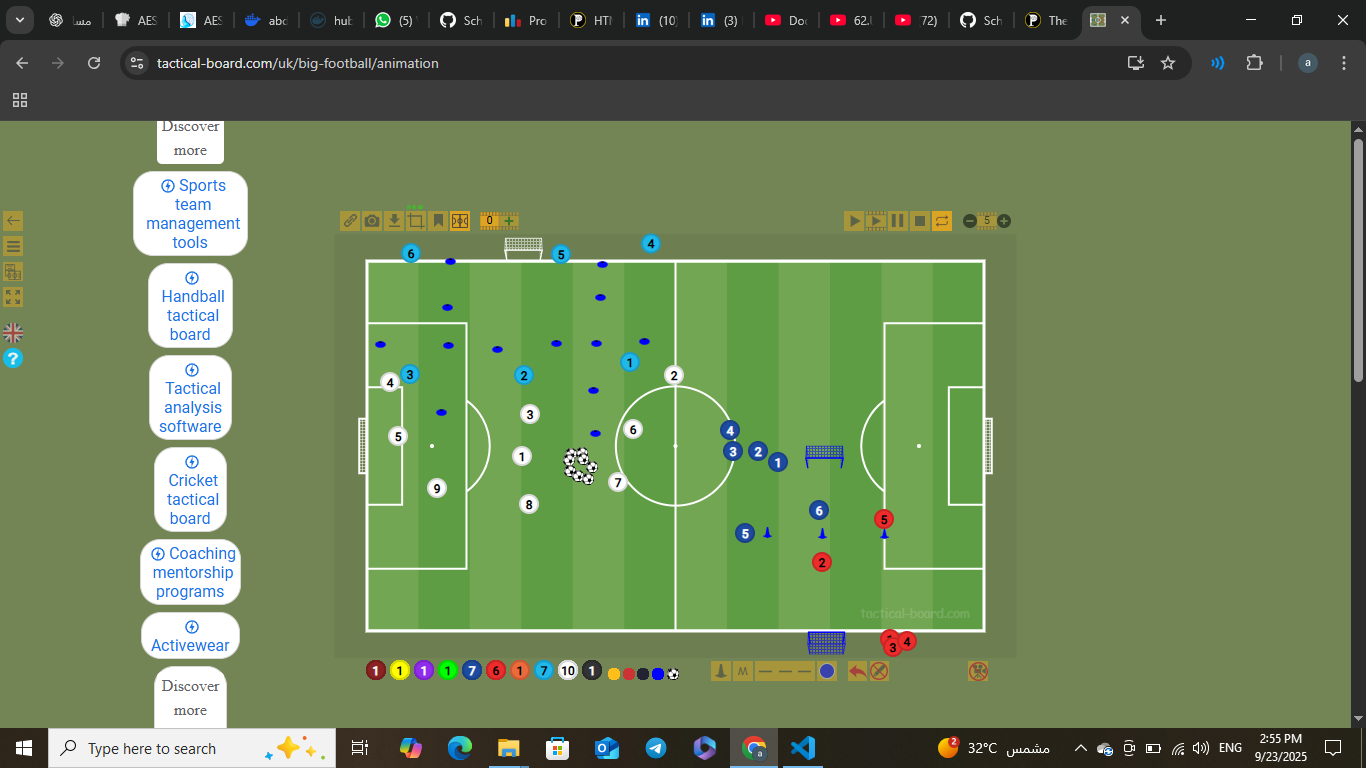 مسا
AES
AES
abc
hub
(5) \
Sch
Pro
HTM
(10)
(3)
Doc
62.
72)
Sch
The
tactical-board.com/uk/big-football/animation
a
Discover
more
Sports
team
management
tools
Handball
tactical
board
Tactical
analysis
software
Cricket
tactical
board
Coaching
mentorship
programs
Activewear
Discover
more
?
0 +
5
6
5
4
3
2
1
4
2
3
5
6
1
9
7
8
4
3
2
1
6
5
5
2
4
3
tactical-board.com
1 1 1 1 7 6 1 7 10 1
Type here to search
a
2
32°C مشمس
ENG
2:55 PM
9/23/2025